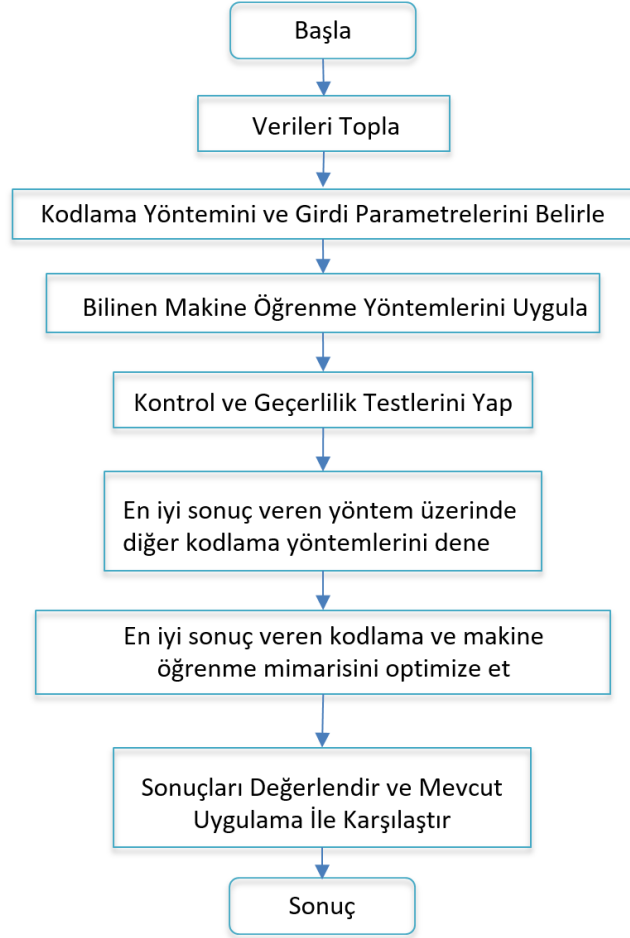 Başla
Verileri Topla
Kodlama Yöntemini ve Girdi Parametrelerini Belirle
Bilinen Makine Öğrenme Yöntemlerini Uygula
Kontrol ve Geçerlilik Testlerini Yap
En iyi sonuç veren yöntem üzerinde
diğer kodlama yöntemlerini dene
En iyi sonuç veren kodlama ve makine
öğrenme mimarisini optimize et
Sonuçları Değerlendir ve Mevcut
Uygulama İle Karşılaştır
Sonuç